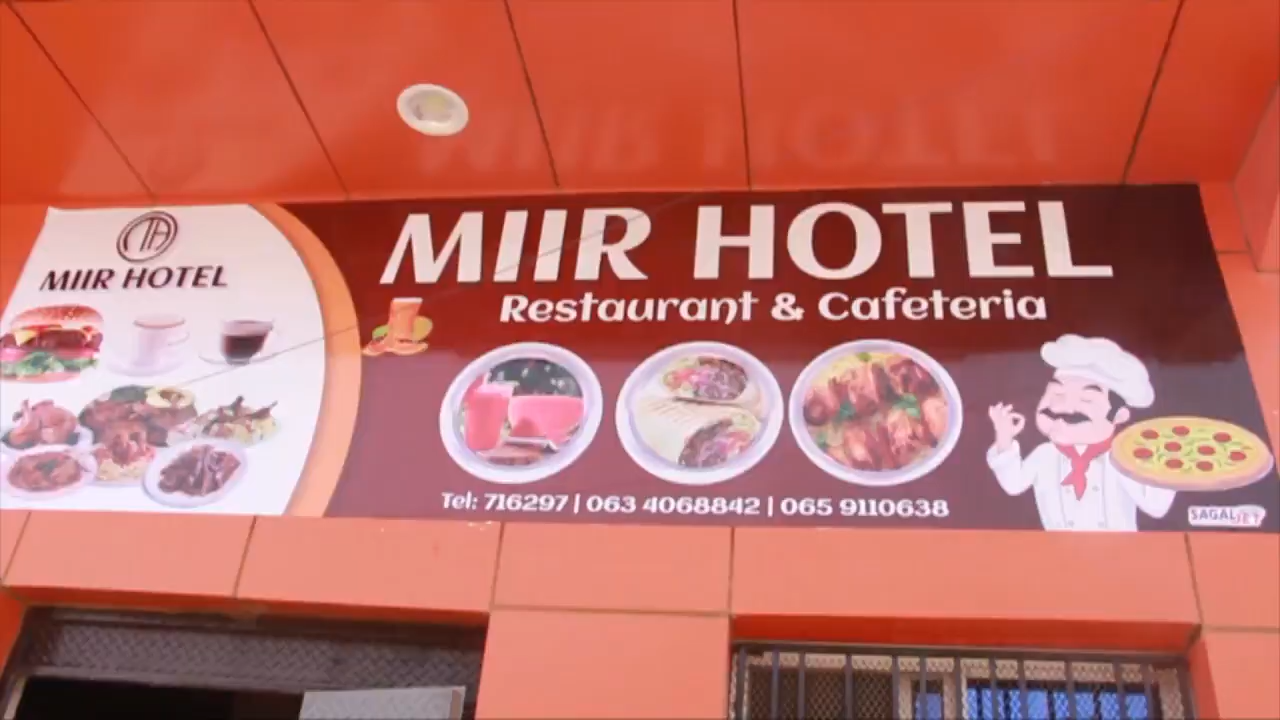 MIIR HOTEL
MIIR HOTEL
Restaurant & Cafeteria
Tel: 716297 | 063 4068842 | 065 9110638
SAGAL JET